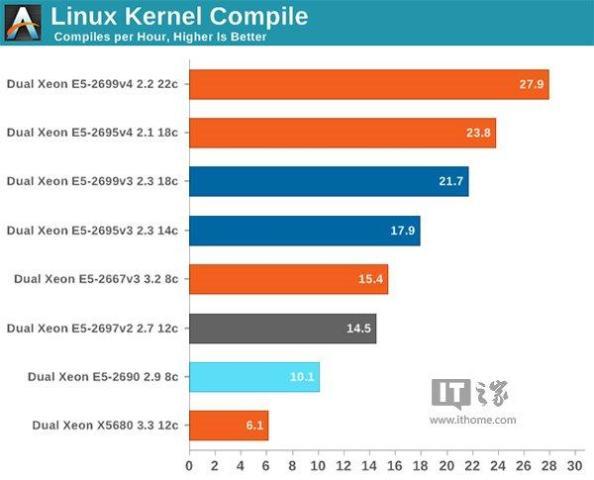 Linux Kernel Compile
Compiles per Hour, Higher Is Better
Dual Xeon E5-2699v4 2.2 22c
27.9
Dual Xeon E5-2695v4 2.1 18c
23.8
Dual Xeon E5-2699v3 2.3 18c
21.7
Dual Xeon E5-2695v3 2.3 14c
17.9
Dual Xeon E5-2667v3 3.2 8c
15.4
Dual Xeon E5-2697v2 2.7 12c
14.5
Dual Xeon E5-2690 2.9 8c
10.1
Dual Xeon X5680 3.3 12c
6.1
IT之家
www.ithome.com
0 2 4 6 8 10 12 14 16 18 20 22 24 26 28 30